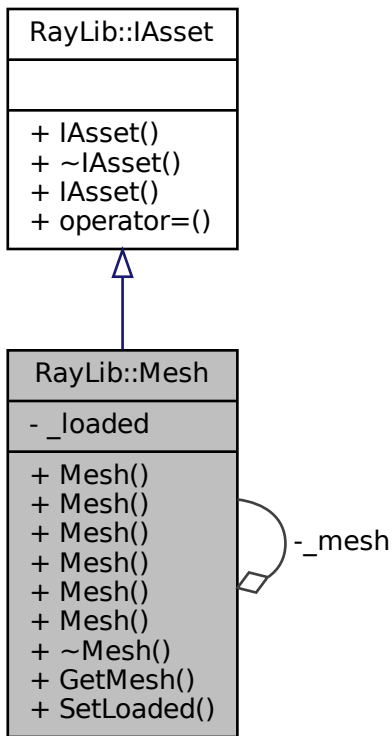 RayLib::IAsset
+ IAsset()
+ ~IAsset()
+ IAsset()
+ operator=()
RayLib::Mesh
- _loaded
+ Mesh()
+ Mesh()
+ Mesh()
+ Mesh()
+ Mesh()
+ Mesh()
+ ~Mesh()
+ GetMesh()
+ SetLoaded()
-_mesh